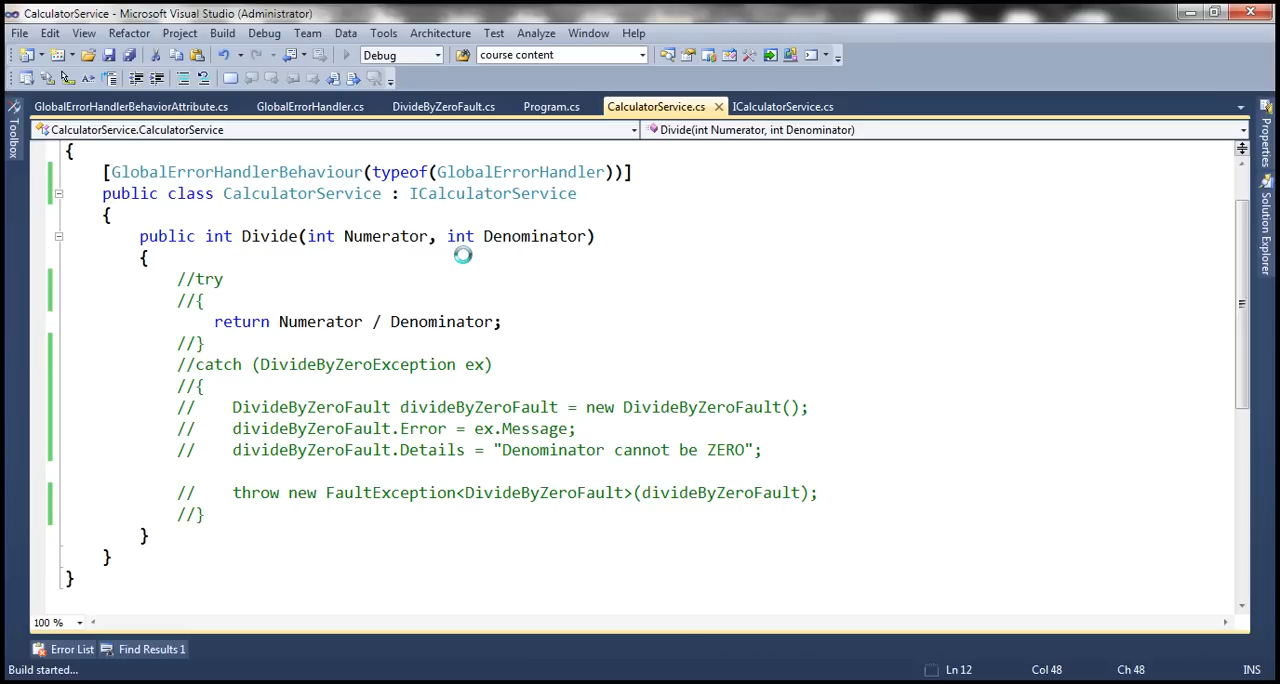 CalculatorService - Microsoft Visual Studio (Administrator)
File Edit View Refactor Project Build Debug Team Data Tools Architecture Test Analyze Window Help
Debug course content
GlobalErrorHandlerBehaviorAttribute.cs GlobalErrorHandler.cs DivideByZeroFault.cs Program.cs CalculatorService.cs ICalculatorService.cs
CalculatorService.CalculatorService Divide(int Numerator, int Denominator)
Toolbox
Properties
Solution Explorer
{
[GlobalErrorHandlerBehaviour(typeof(GlobalErrorHandler))]
public class CalculatorService : ICalculatorService
{
public int Divide(int Numerator, int Denominator)
{
//try
//{
return Numerator / Denominator;
//}
//catch (DivideByZeroException ex)
//{
// DivideByZeroFault divideByZeroFault = new DivideByZeroFault();
// divideByZeroFault.Error = ex.Message;
// divideByZeroFault.Details = "Denominator cannot be ZERO";
// throw new FaultException<DivideByZeroFault>(divideByZeroFault);
//}
}
}
}
100 %
Error List Find Results 1
Build started... Ln 12 Col 48 Ch 48 INS